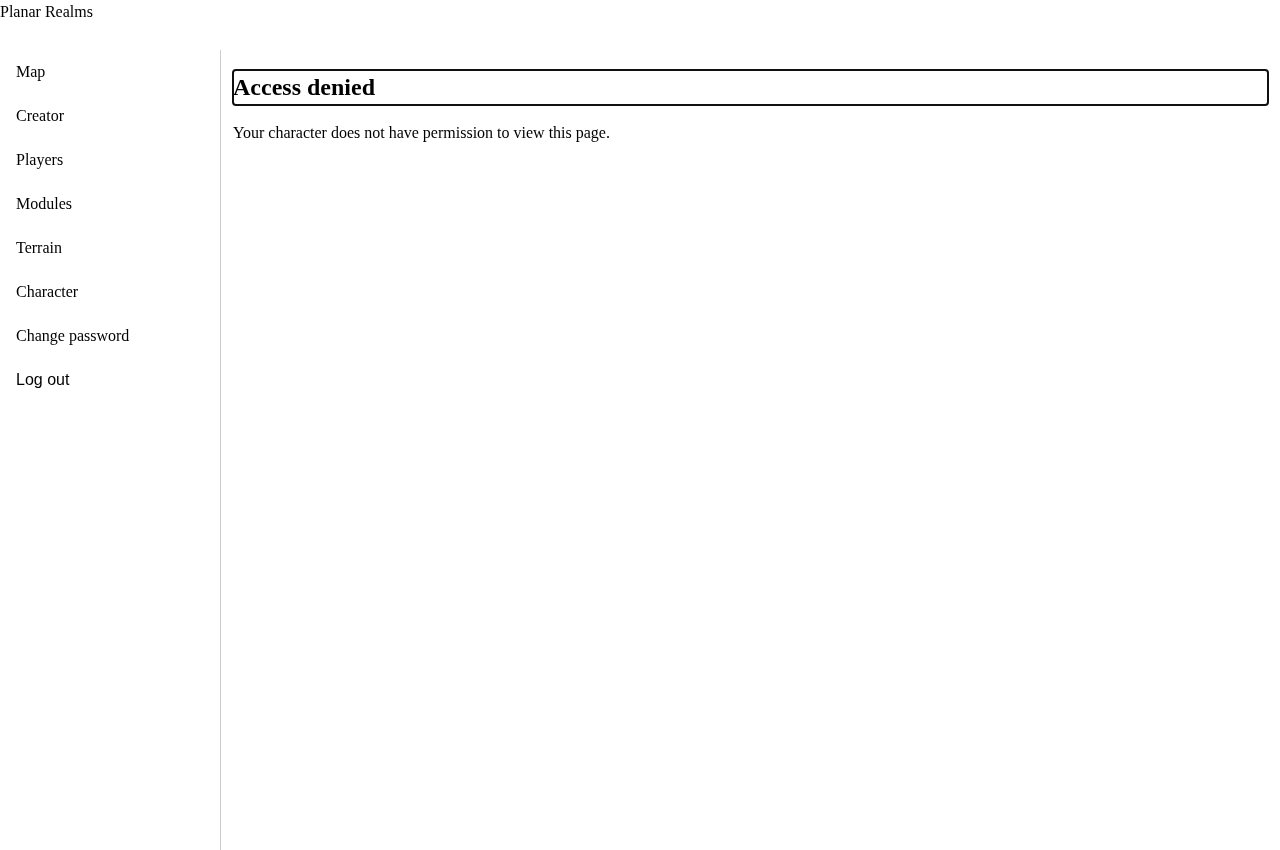 Planar Realms
Map
Creator
Players
Modules
Terrain
Character
Change password
Log out
Access denied
Your character does not have permission to view this page.